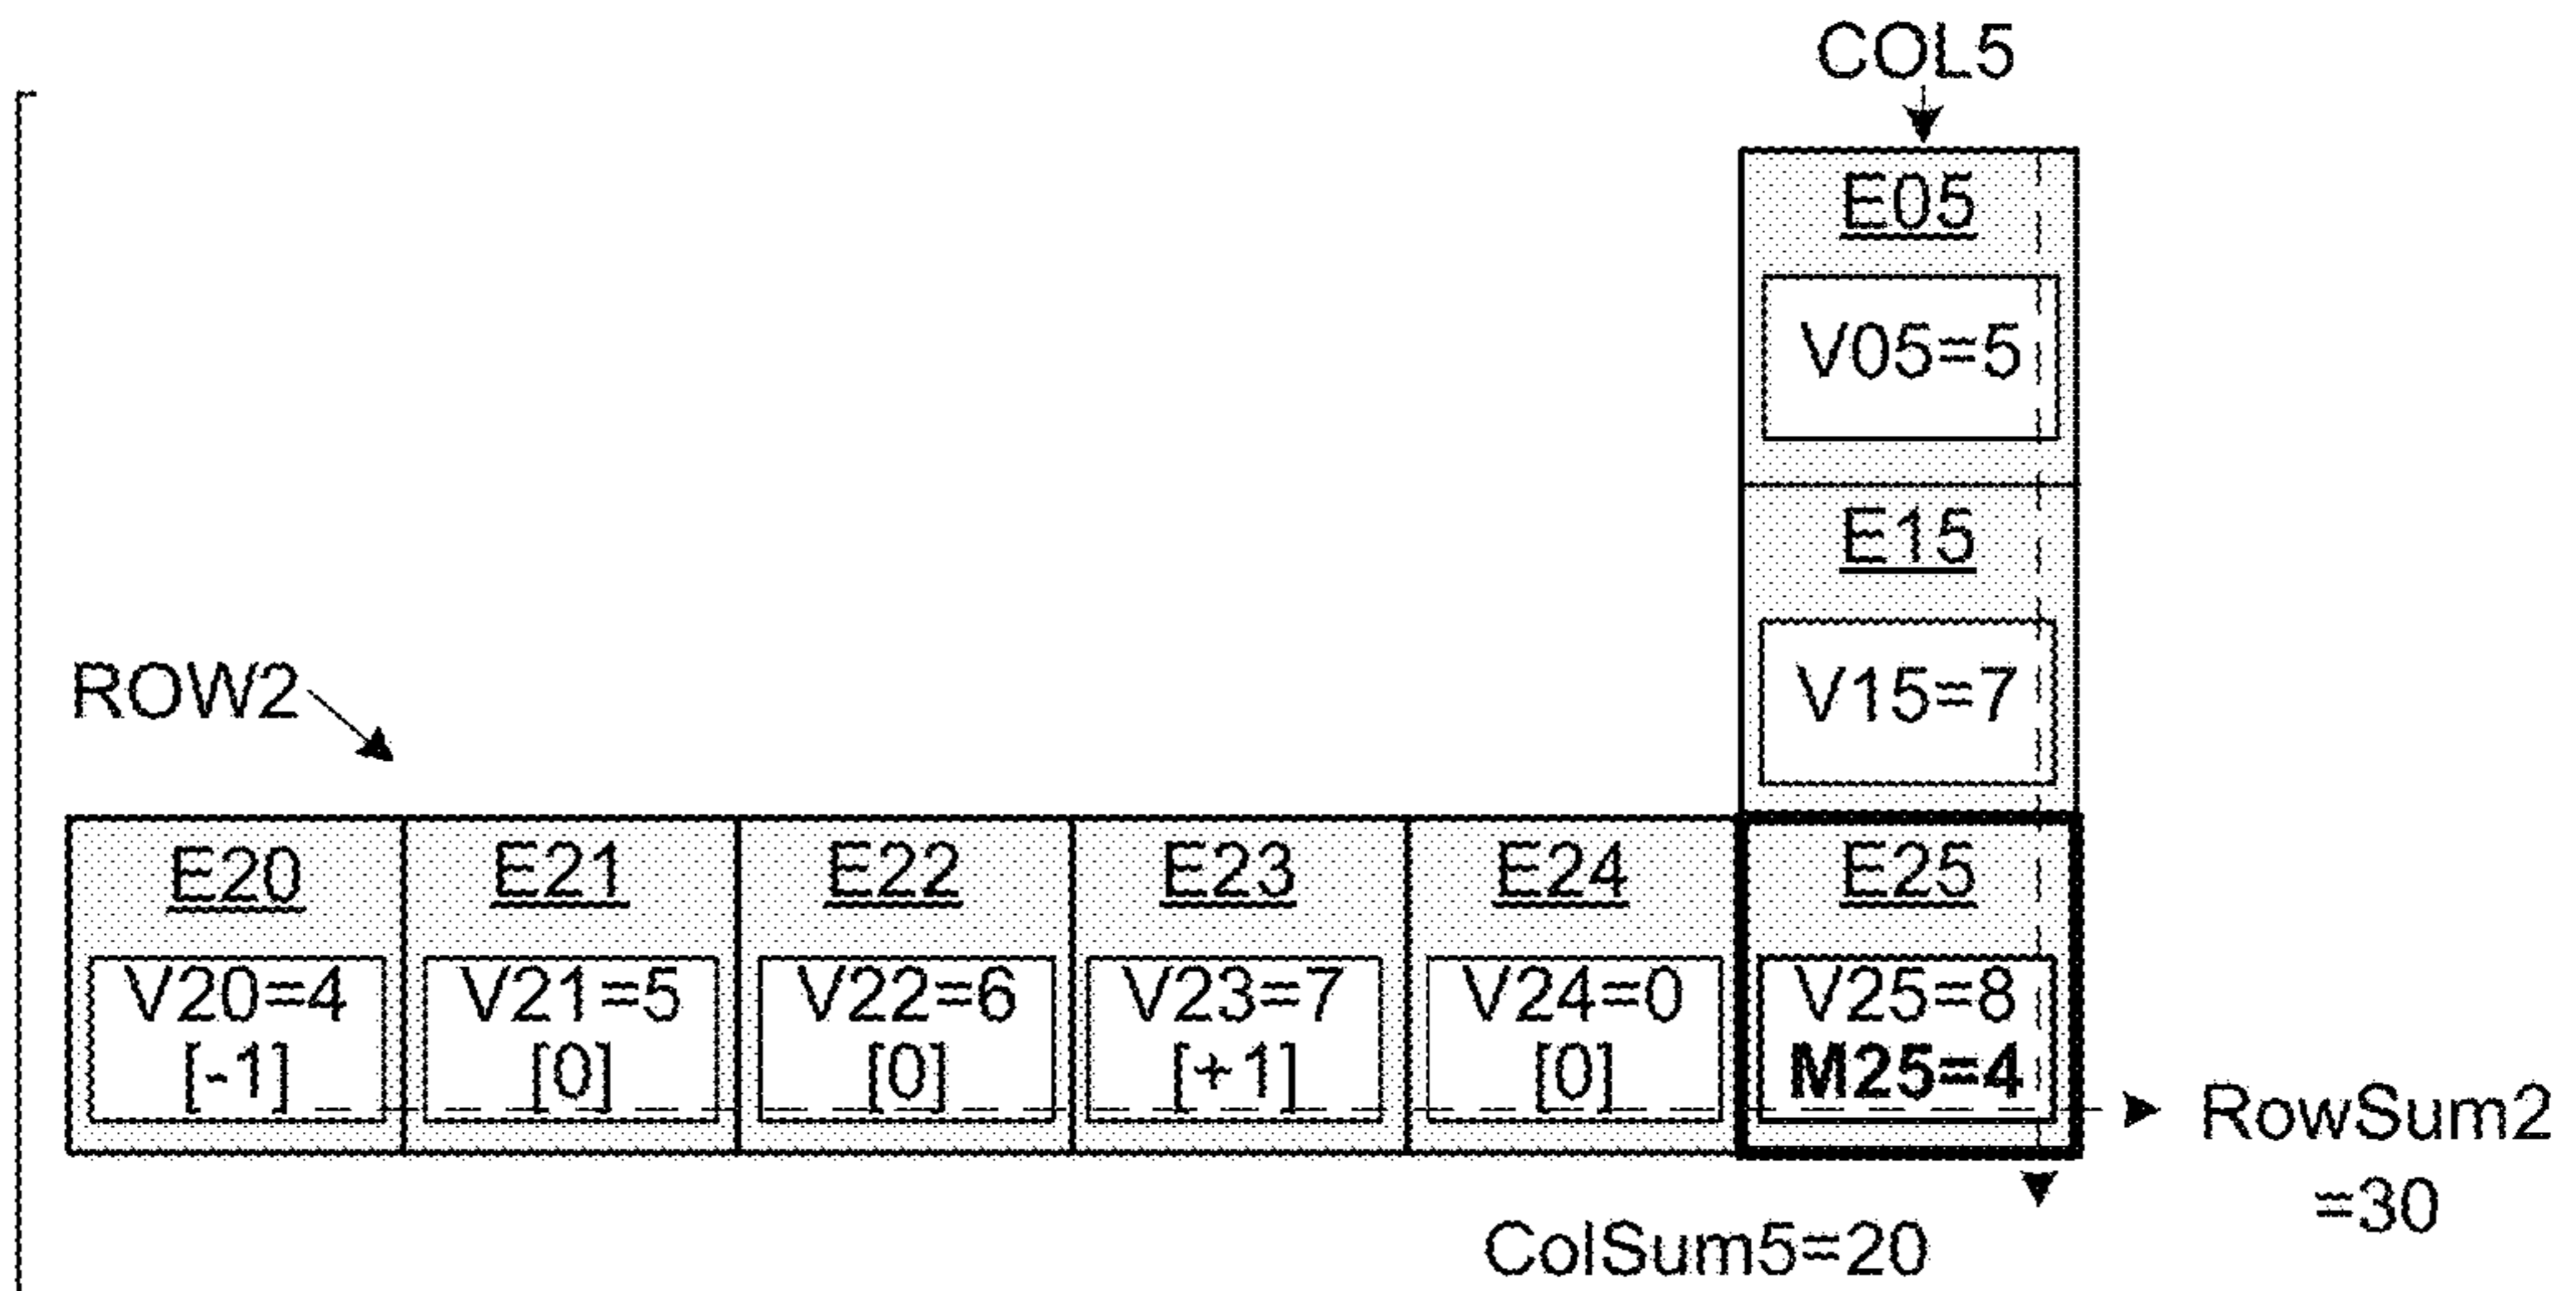 COL5
E05
V05=5
E15
V15=7
ROW2
E20 E21 E22 E23 E24 E25
V20=4 V21=5 V22=6 V23=7 V24=0 V25=8
[-1] [0] [0] [+1] [0] M25=4
RowSum2
=30
ColSum5=20